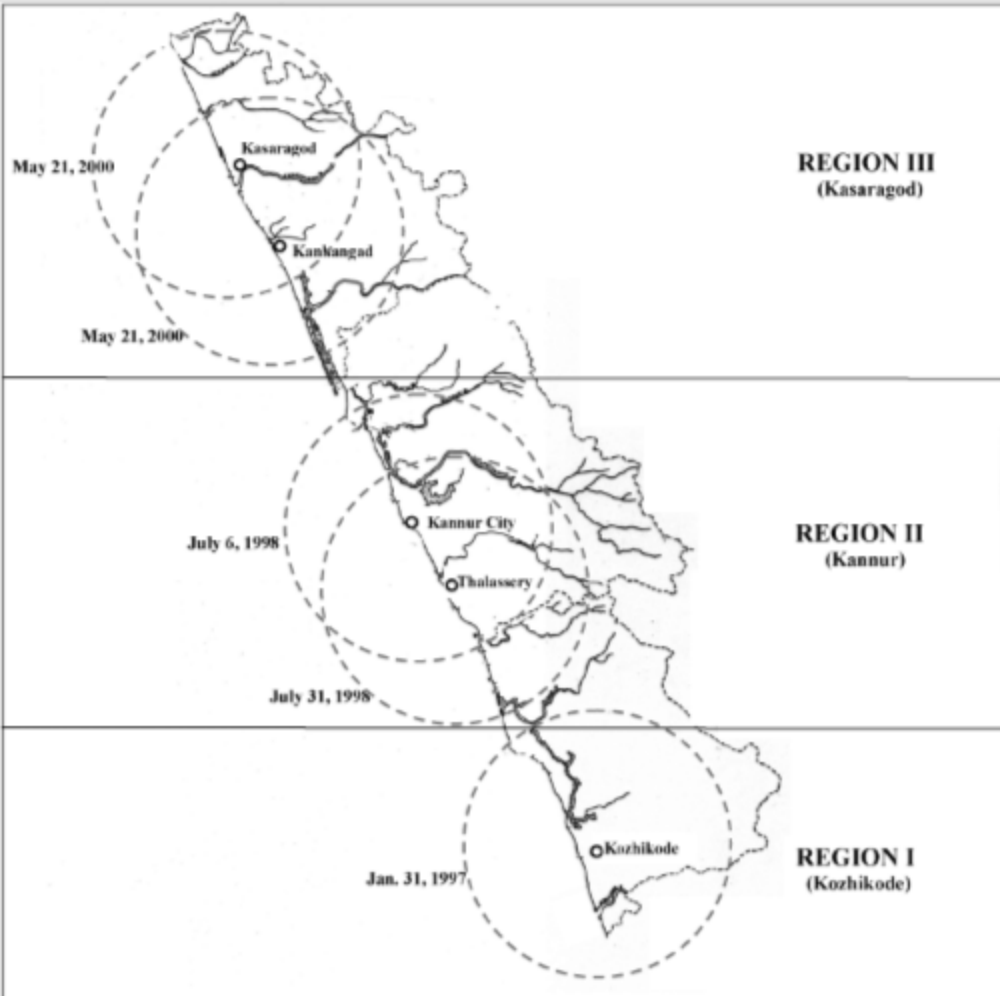 Kasaragod
May 21, 2000
REGION III
(Kasaragod)
Kanhangad
May 21, 2000
Kannur City
July 6, 1998
REGION II
(Kannur)
Thalassery
July 31, 1998
Kozhikode
REGION I
Jan. 31, 1997
(Kozhikode)